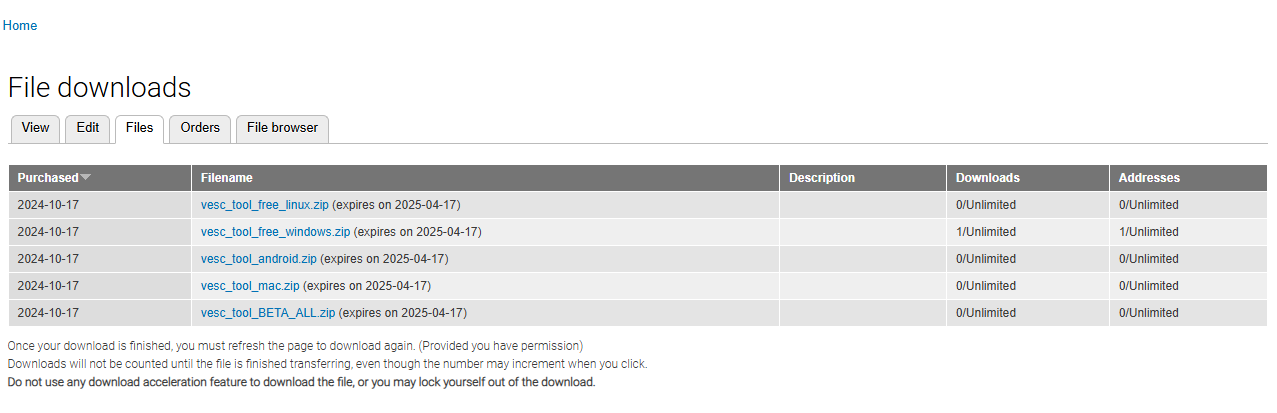 Home
File downloads
View Edit Files Orders File browser
Purchased Filename Description Downloads Addresses
2024-10-17 vesc_tool_free_linux.zip (expires on 2025-04-17) 0/Unlimited 0/Unlimited
2024-10-17 vesc_tool_free_windows.zip (expires on 2025-04-17) 1/Unlimited 1/Unlimited
2024-10-17 vesc_tool_android.zip (expires on 2025-04-17) 0/Unlimited 0/Unlimited
2024-10-17 vesc_tool_mac.zip (expires on 2025-04-17) 0/Unlimited 0/Unlimited
2024-10-17 vesc_tool_BETA_ALL.zip (expires on 2025-04-17) 0/Unlimited 0/Unlimited
Once your download is finished, you must refresh the page to download again. (Provided you have permission)
Downloads will not be counted until the file is finished transferring, even though the number may increment when you click.
Do not use any download acceleration feature to download the file, or you may lock yourself out of the download.